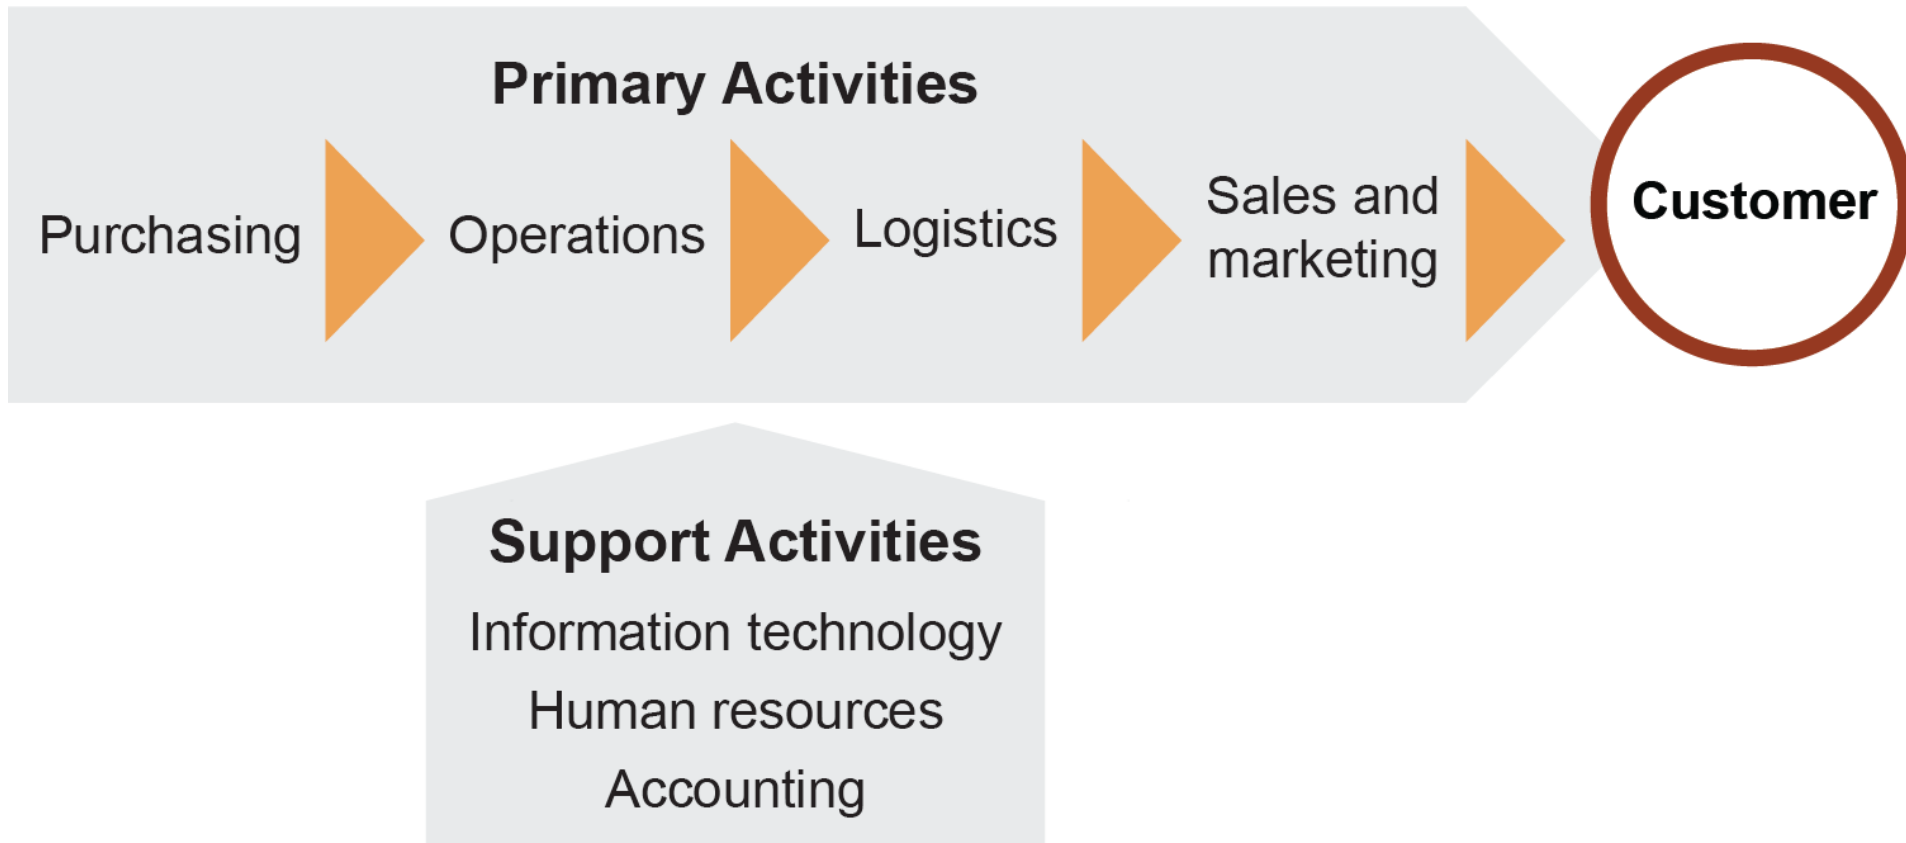 Primary Activities
Purchasing
Operations
Logistics
Sales and
marketing
Customer
Support Activities
Information technology
Human resources
Accounting